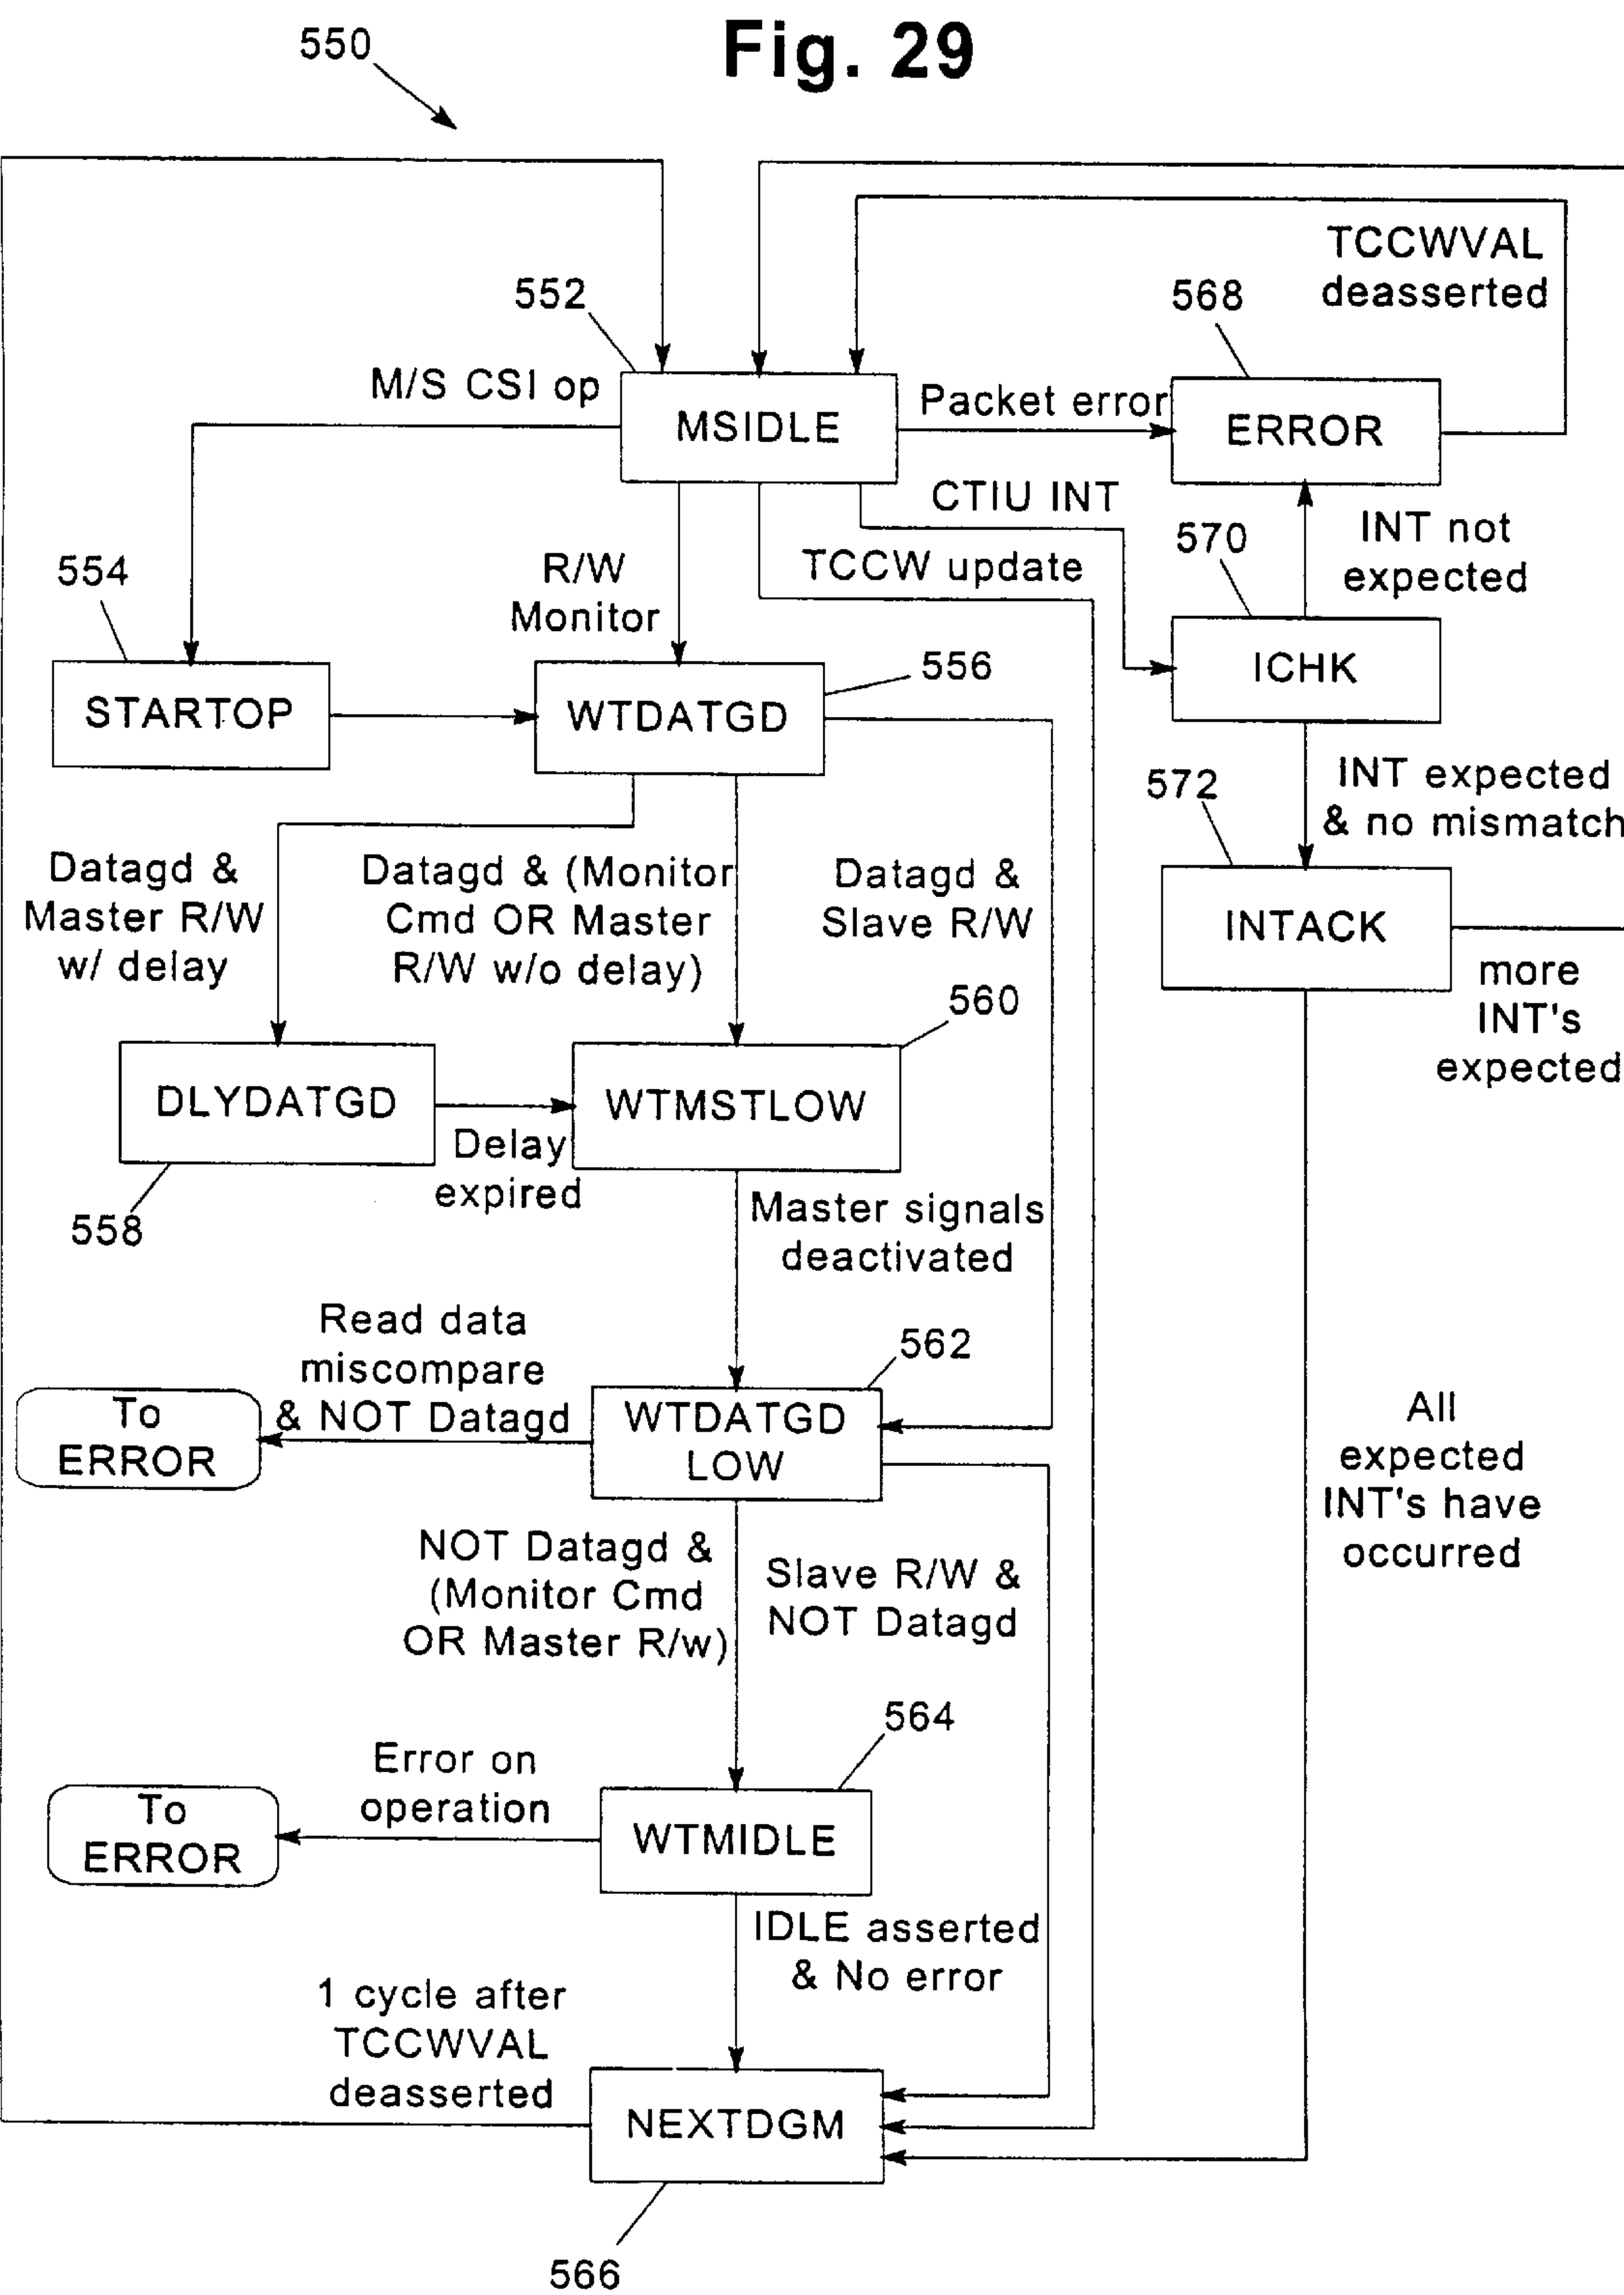 Fig. 29
550
TCCWVAL
deasserted
552
568
M/S CSI op
MSIDLE
Packet error
ERROR
CTIU INT
INT not
expected
570
554
R/W
Monitor
TCCW update
ICHK
STARTOP
WTDATGD
556
INT expected
& no mismatch
572
Datagd &
Master R/W
w/ delay
Datagd & (Monitor
Cmd OR Master
R/W w/o delay)
Datagd &
Slave R/W
INTACK
more
INT's
expected
560
DLYDATGD
WTMSTLOW
Delay
expired
558
Master signals
deactivated
Read data
miscompare
& NOT Datagd
562
To
ERROR
WTDATGD
LOW
All
expected
INT's have
occurred
NOT Datagd &
(Monitor Cmd
OR Master R/w)
Slave R/W &
NOT Datagd
564
Error on
operation
To
ERROR
WTMIDLE
IDLE asserted
& No error
1 cycle after
TCCWVAL
deasserted
NEXTDGM
566